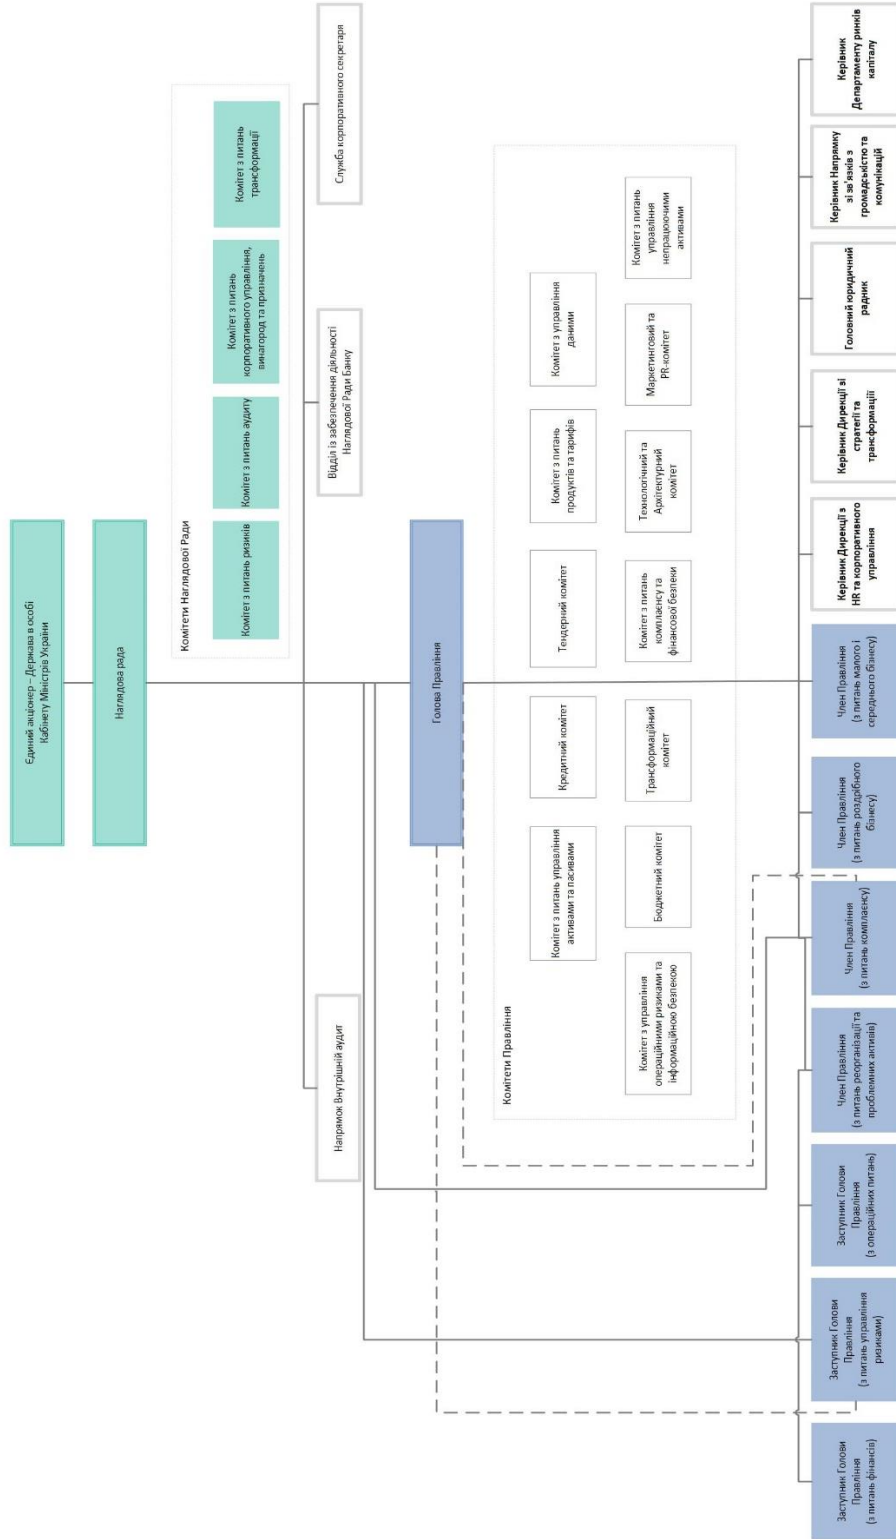 Єдиний акціонер – Держава в особі
Кабінету Міністрів України
Наглядова рада
Комітети Наглядової Ради
Комітет з питань ризиків
Комітет з питань аудиту
Комітет з питань
корпоративного управління,
винагород та призначень
Комітет з питань
трансформації
Напрямок Внутрішній аудит
Відділ із забезпечення діяльності
Наглядової Ради Банку
Служба корпоративного секретаря
Голова Правління
Комітети Правління
Комітет з питань управління
активами та пасивами
Кредитний комітет
Тендерний комітет
Комітет з питань
продуктів та тарифів
Комітет з управління
даними
Комітет з управління
операційними ризиками та
інформаційною безпекою
Бюджетний комітет
Трансформаційний
комітет
Комітет з питань
комплаєнсу та
фінансової безпеки
Технологічний та
Архітектурний
комітет
Маркетинговий та
PR-комітет
Комітет з питань
управління
непрацюючими
активами
Заступник Голови
Правління
(з питань фінансів)
Заступник Голови
Правління
(з питань управління
ризиками)
Заступник Голови
Правління
(з операційних питань)
Член Правління
(з питань реорганізації та
проблемних активів)
Член Правління
(з питань комплаєнсу)
Член Правління
(з питань роздрібного
бізнесу)
Член Правління
(з питань малого і
середнього бізнесу)
Керівник Дирекції з
HR та корпоративного
управління
Керівник Дирекції зі
стратегії та
трансформації
Головний юридичний
радник
Керівник Напрямку
зі зв'язків з
громадськістю та
комунікацій
Керівник
Департаменту ринків
капіталу